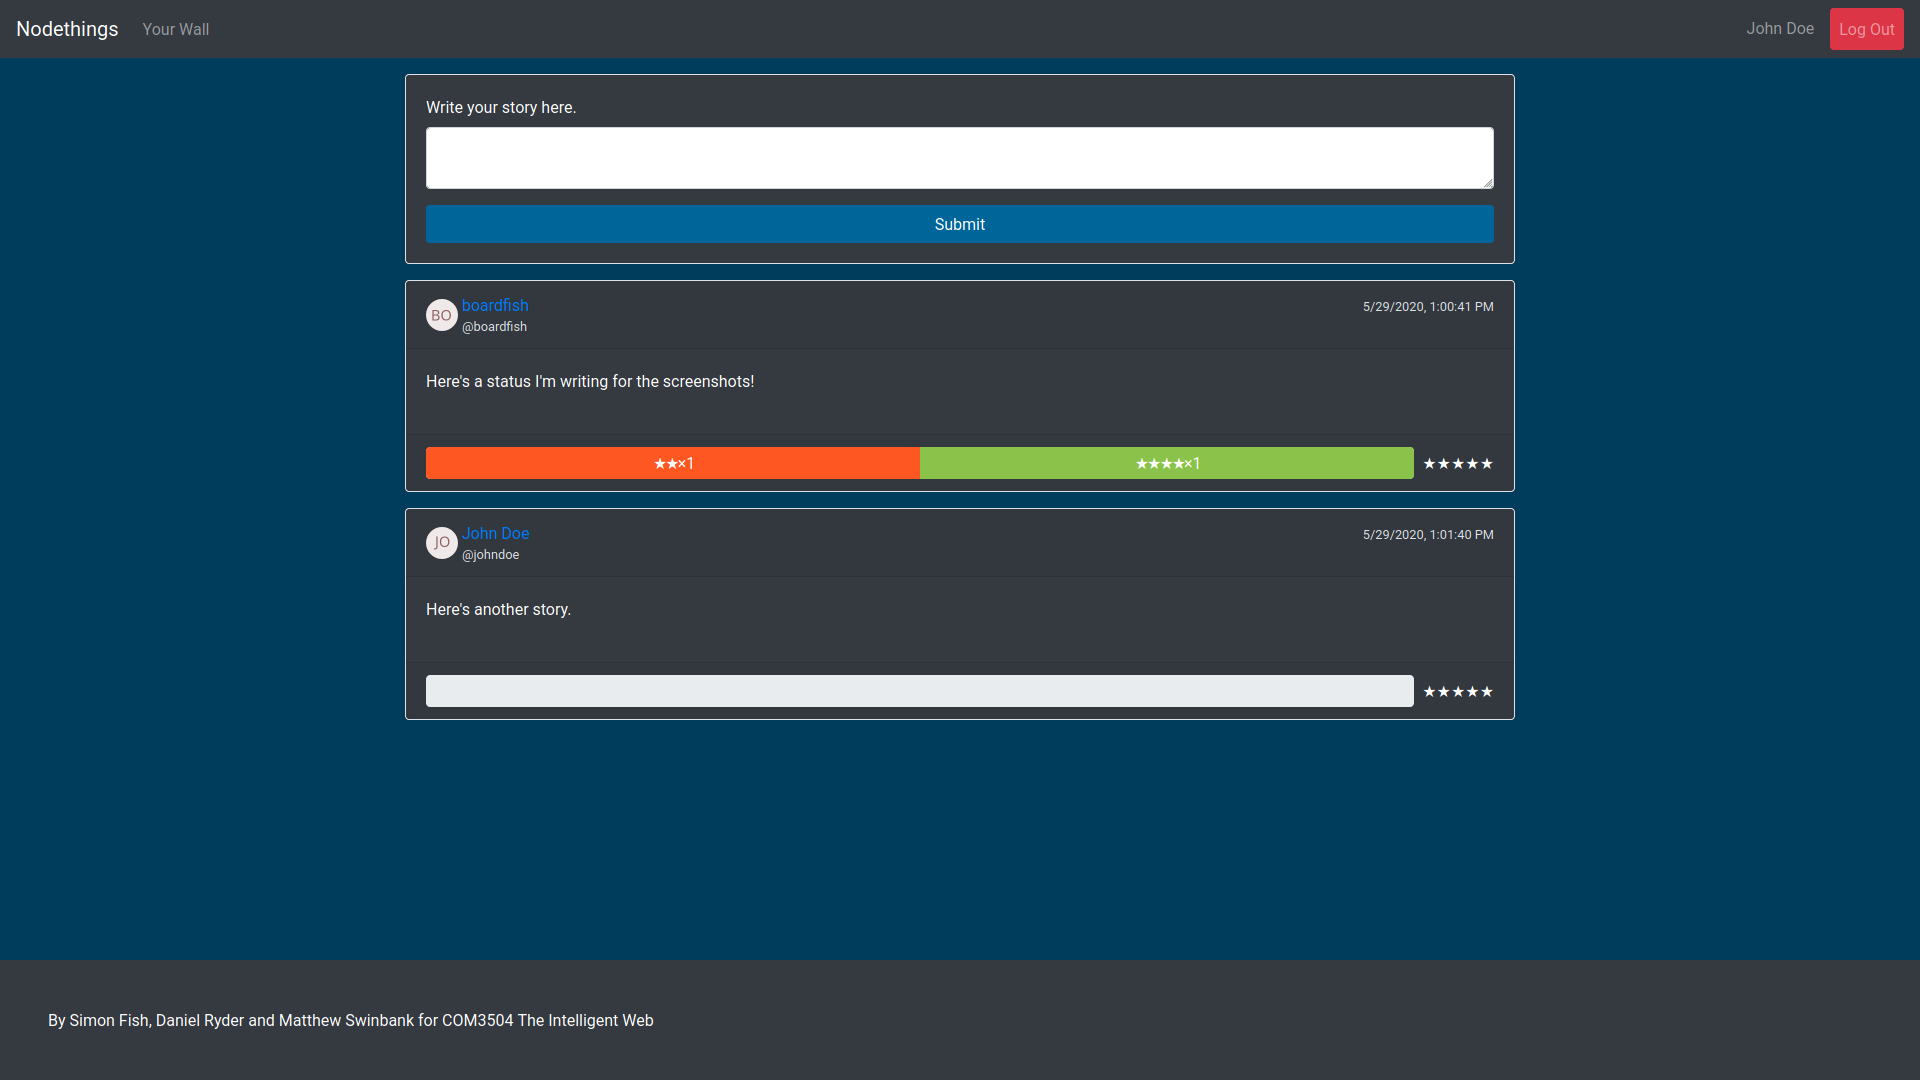 Nodethings Your Wall John Doe Log Out
Write your story here.
Submit
BO boardfish 5/29/2020, 1:00:41 PM
@boardfish
Here's a status I'm writing for the screenshots!
★★×1 ★★★★×1 ★★★★★
JO John Doe 5/29/2020, 1:01:40 PM
@johndoe
Here's another story.
★★★★★
By Simon Fish, Daniel Ryder and Matthew Swinbank for COM3504 The Intelligent Web